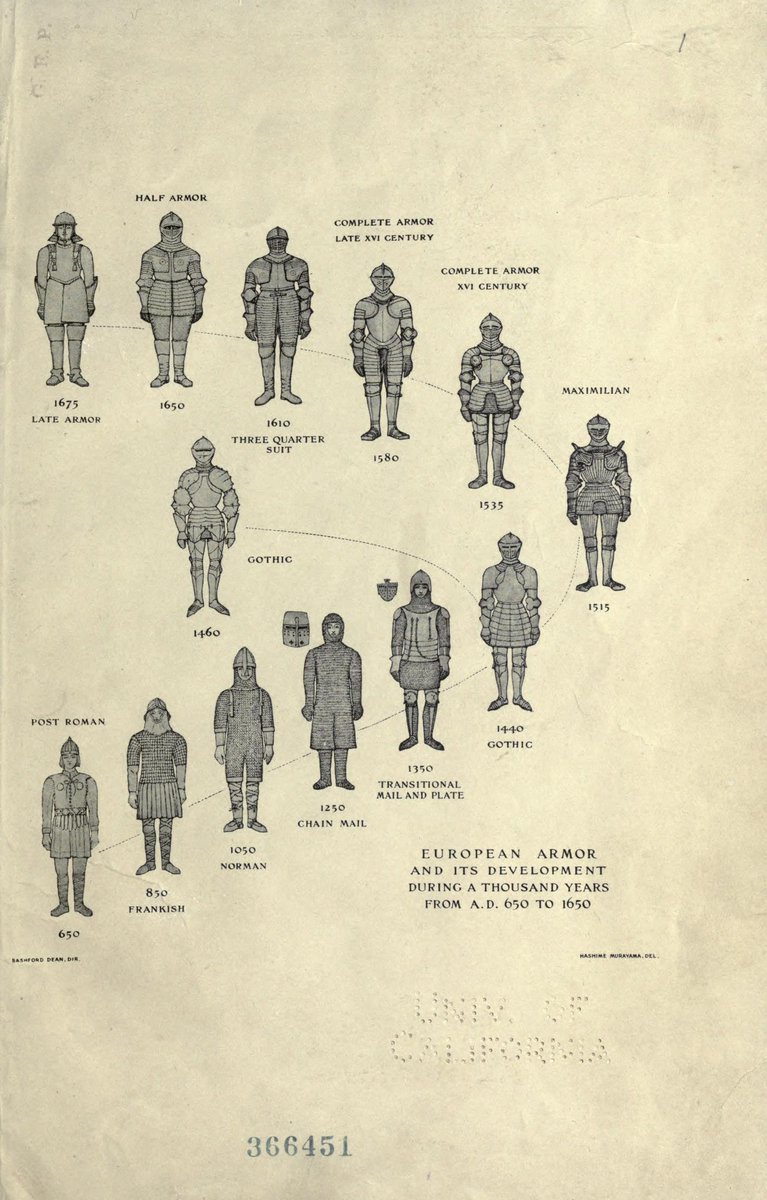 G. E. P.
1
HALF ARMOR
COMPLETE ARMOR
LATE XVI CENTURY
COMPLETE ARMOR
XVI CENTURY
MAXIMILIAN
1675
LATE ARMOR
1650
1610
THREE QUARTER
SUIT
1580
1535
1515
GOTHIC
1460
1440
GOTHIC
1350
TRANSITIONAL
MAIL AND PLATE
1250
CHAIN MAIL
1050
NORMAN
850
FRANKISH
POST ROMAN
650
EUROPEAN ARMOR
AND ITS DEVELOPMENT
DURING A THOUSAND YEARS
FROM A.D. 650 TO 1650
BASHFORD DEAN, DIR.
HASHIME MURAYAMA, DEL.
UNIV. OF
CALIFORNIA
366451